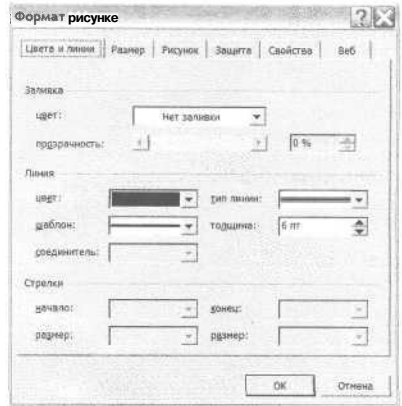 Формат рисунке
Цвета и линии Размер Рисунок Защита Свойства Веб
Заливка
цвет: Нет заливки
прозрачность: 0 %
Линия
цвет: тип линии:
шаблон: толщина: 6 пт
соединитель:
Стрелки
начало: конец:
размер: размер:
ОК Отмена